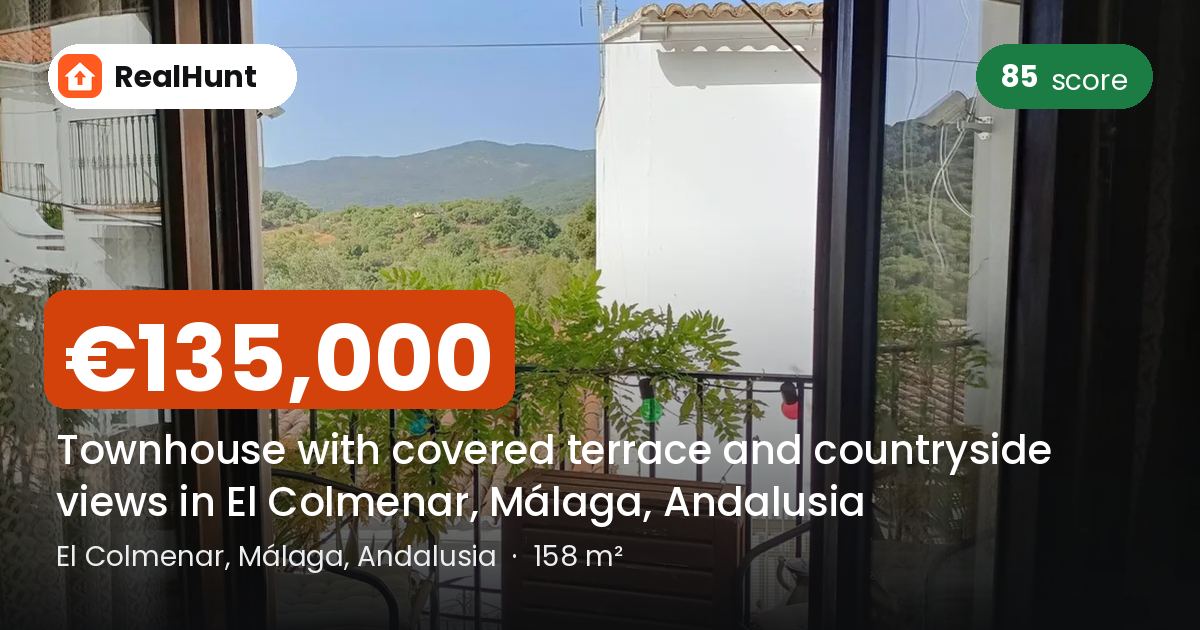 RealHunt
85 score
€135,000
Townhouse with covered terrace and countryside
views in El Colmenar, Málaga, Andalusia
El Colmenar, Málaga, Andalusia · 158 m²